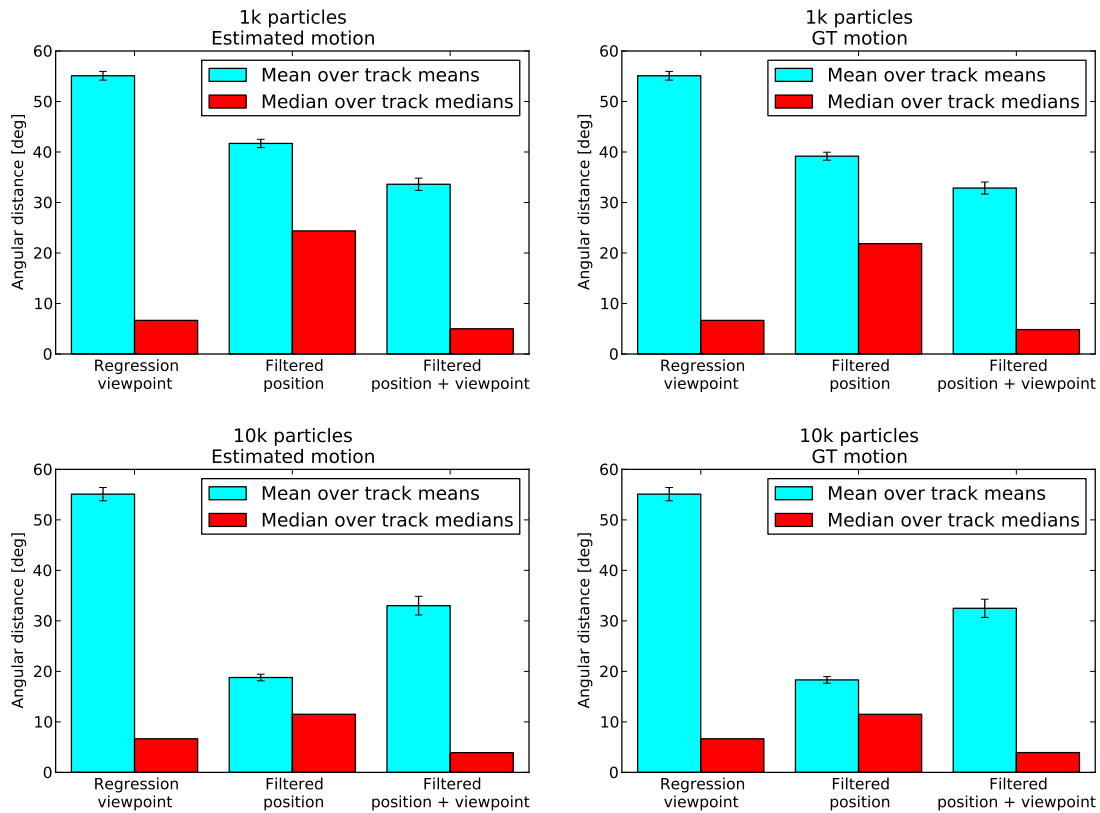 1k particles
Estimated motion
60
50
40
30
20
10
0
Angular distance [deg]
Mean over track means
Median over track medians
Regression
viewpoint
Filtered
position
Filtered
position + viewpoint
1k particles
GT motion
60
50
40
30
20
10
0
Angular distance [deg]
Mean over track means
Median over track medians
Regression
viewpoint
Filtered
position
Filtered
position + viewpoint
10k particles
Estimated motion
60
50
40
30
20
10
0
Angular distance [deg]
Mean over track means
Median over track medians
Regression
viewpoint
Filtered
position
Filtered
position + viewpoint
10k particles
GT motion
60
50
40
30
20
10
0
Angular distance [deg]
Mean over track means
Median over track medians
Regression
viewpoint
Filtered
position
Filtered
position + viewpoint